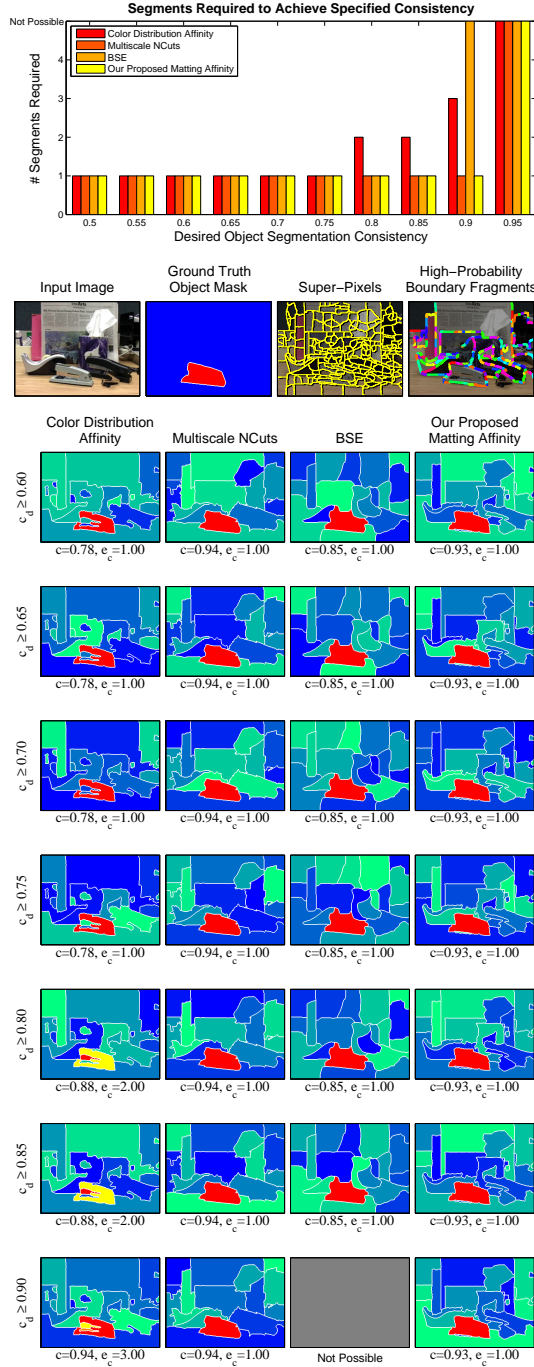 Segments Required to Achieve Specified Consistency
Not Possible
5
4
3
2
1
0
# Segments Required
Color Distribution Affinity
Multiscale NCuts
BSE
Our Proposed Matting Affinity
0.5 0.55 0.6 0.65 0.7 0.75 0.8 0.85 0.9 0.95
Desired Object Segmentation Consistency
Input Image
Ground Truth
Object Mask
Super-Pixels
High-Probability
Boundary Fragments
Color Distribution
Affinity
Multiscale NCuts
BSE
Our Proposed
Matting Affinity
c_d ≥ 0.60
c=0.78, e_c=1.00 c=0.94, e_c=1.00 c=0.85, e_c=1.00 c=0.93, e_c=1.00
c_d ≥ 0.65
c=0.78, e_c=1.00 c=0.94, e_c=1.00 c=0.85, e_c=1.00 c=0.93, e_c=1.00
c_d ≥ 0.70
c=0.78, e_c=1.00 c=0.94, e_c=1.00 c=0.85, e_c=1.00 c=0.93, e_c=1.00
c_d ≥ 0.75
c=0.78, e_c=1.00 c=0.94, e_c=1.00 c=0.85, e_c=1.00 c=0.93, e_c=1.00
c_d ≥ 0.80
c=0.88, e_c=2.00 c=0.94, e_c=1.00 c=0.85, e_c=1.00 c=0.93, e_c=1.00
c_d ≥ 0.85
c=0.88, e_c=2.00 c=0.94, e_c=1.00 c=0.85, e_c=1.00 c=0.93, e_c=1.00
c_d ≥ 0.90
c=0.94, e_c=3.00 c=0.94, e_c=1.00 Not Possible c=0.93, e_c=1.00